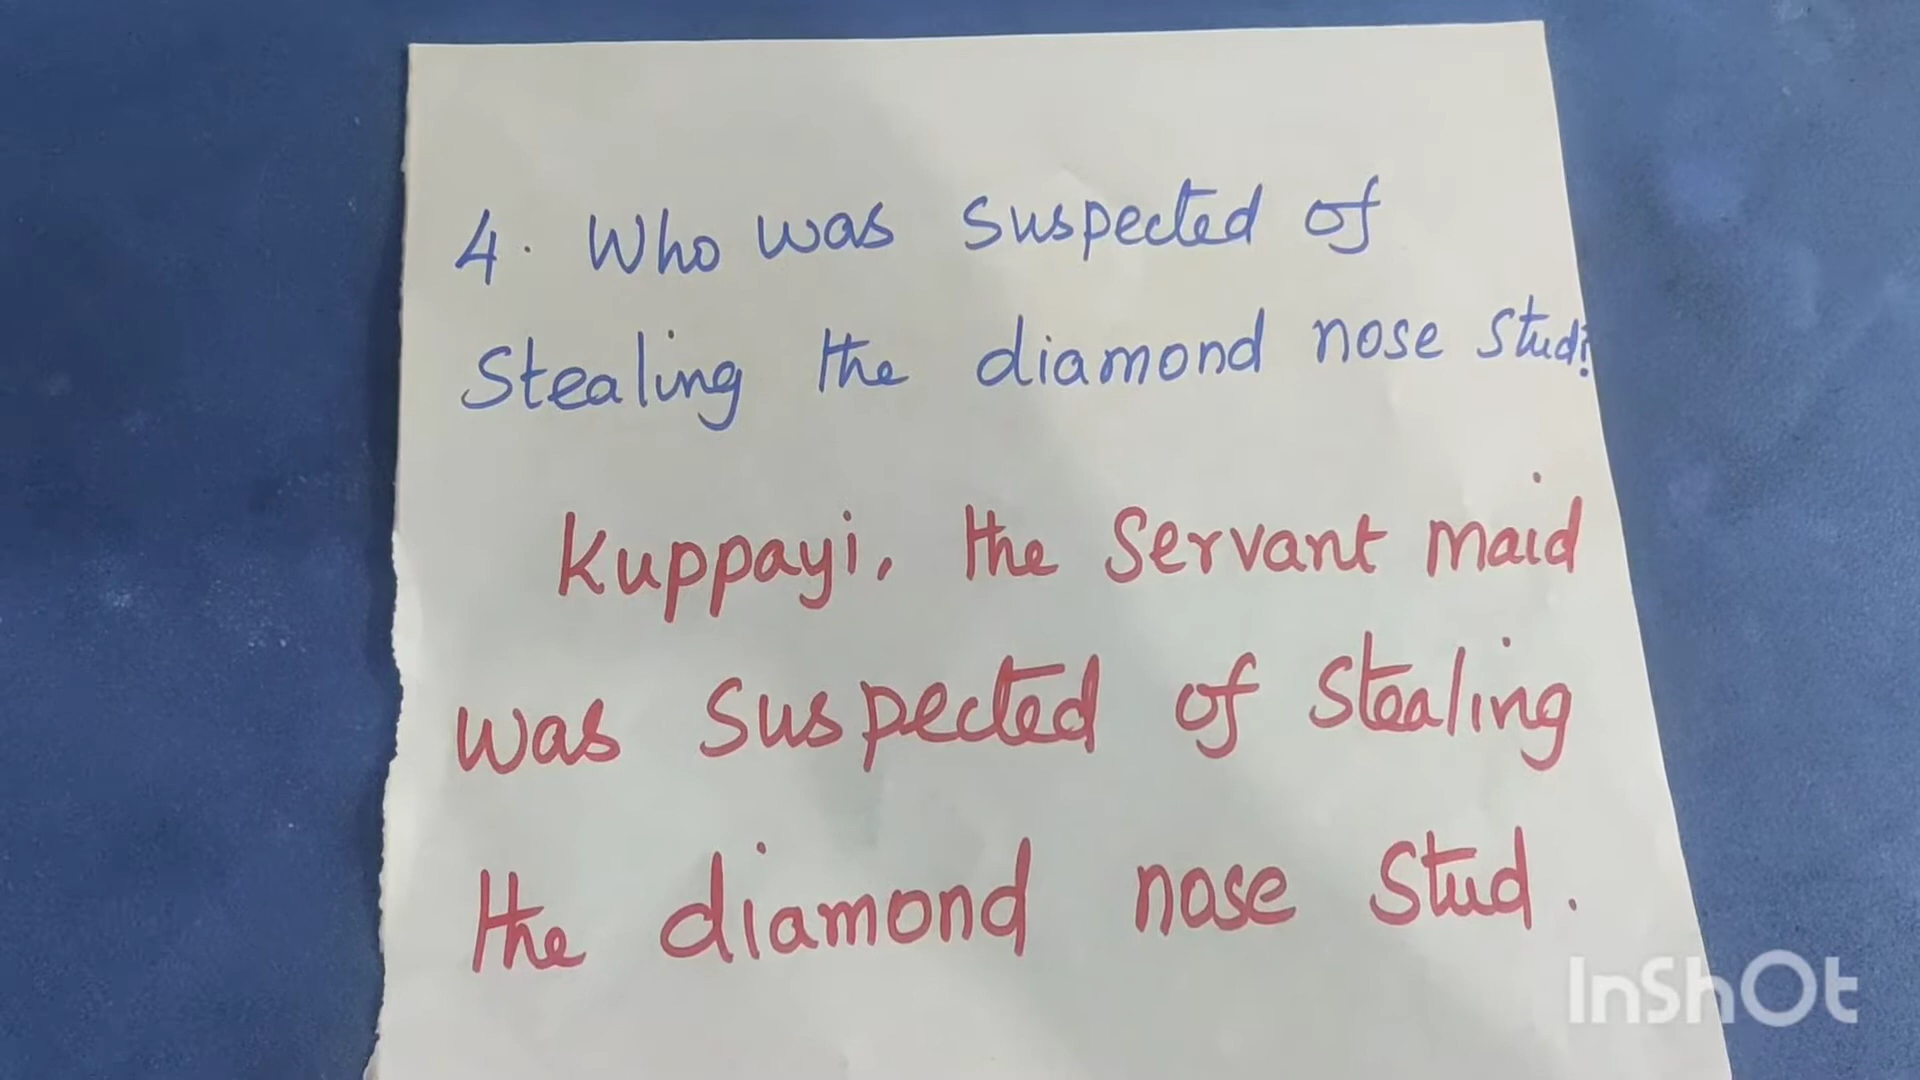 4. Who was suspected of
stealing the diamond nose stud?
Kuppayi, the servant maid
was suspected of stealing
the diamond nose stud.
InShOt